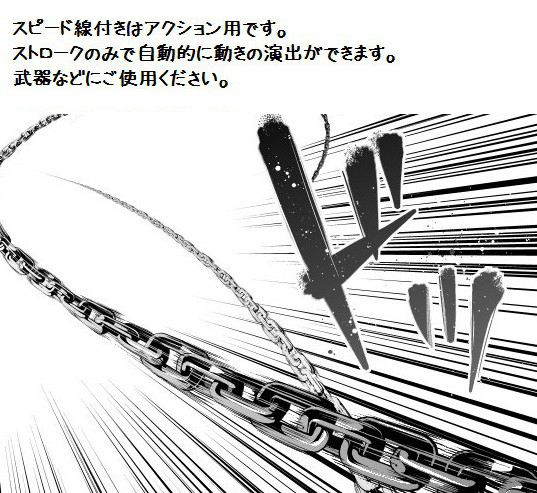 スピード線付きはアクション用です。
ストロークのみで自動的に動きの演出ができます。
武器などにご使用ください。
ドッ